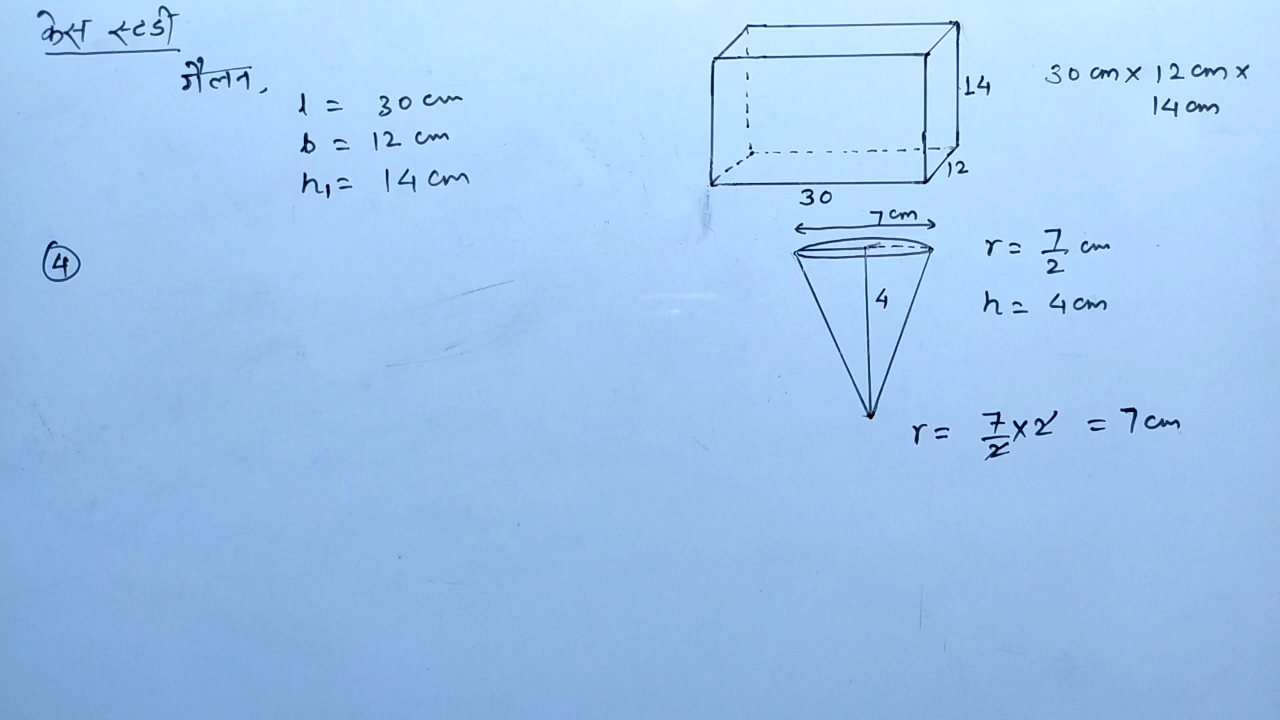 केस स्टडी
गैलन,
l = 30 cm
b = 12 cm
h₁ = 14 cm
14
12
30
30 cm × 12 cm ×
14 cm
7 cm
4
r = 7/2 cm
h = 4 cm
④
r = 7/2 × 2 = 7 cm